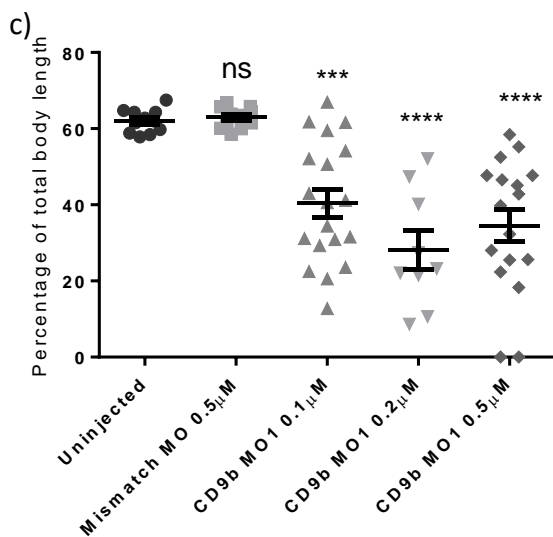 c)
Percentage of total body length
80
60
40
20
0
ns
***
****
****
Uninjected
Mismatch MO 0.5μM
CD9b MO1 0.1μM
CD9b MO1 0.2μM
CD9b MO1 0.5μM